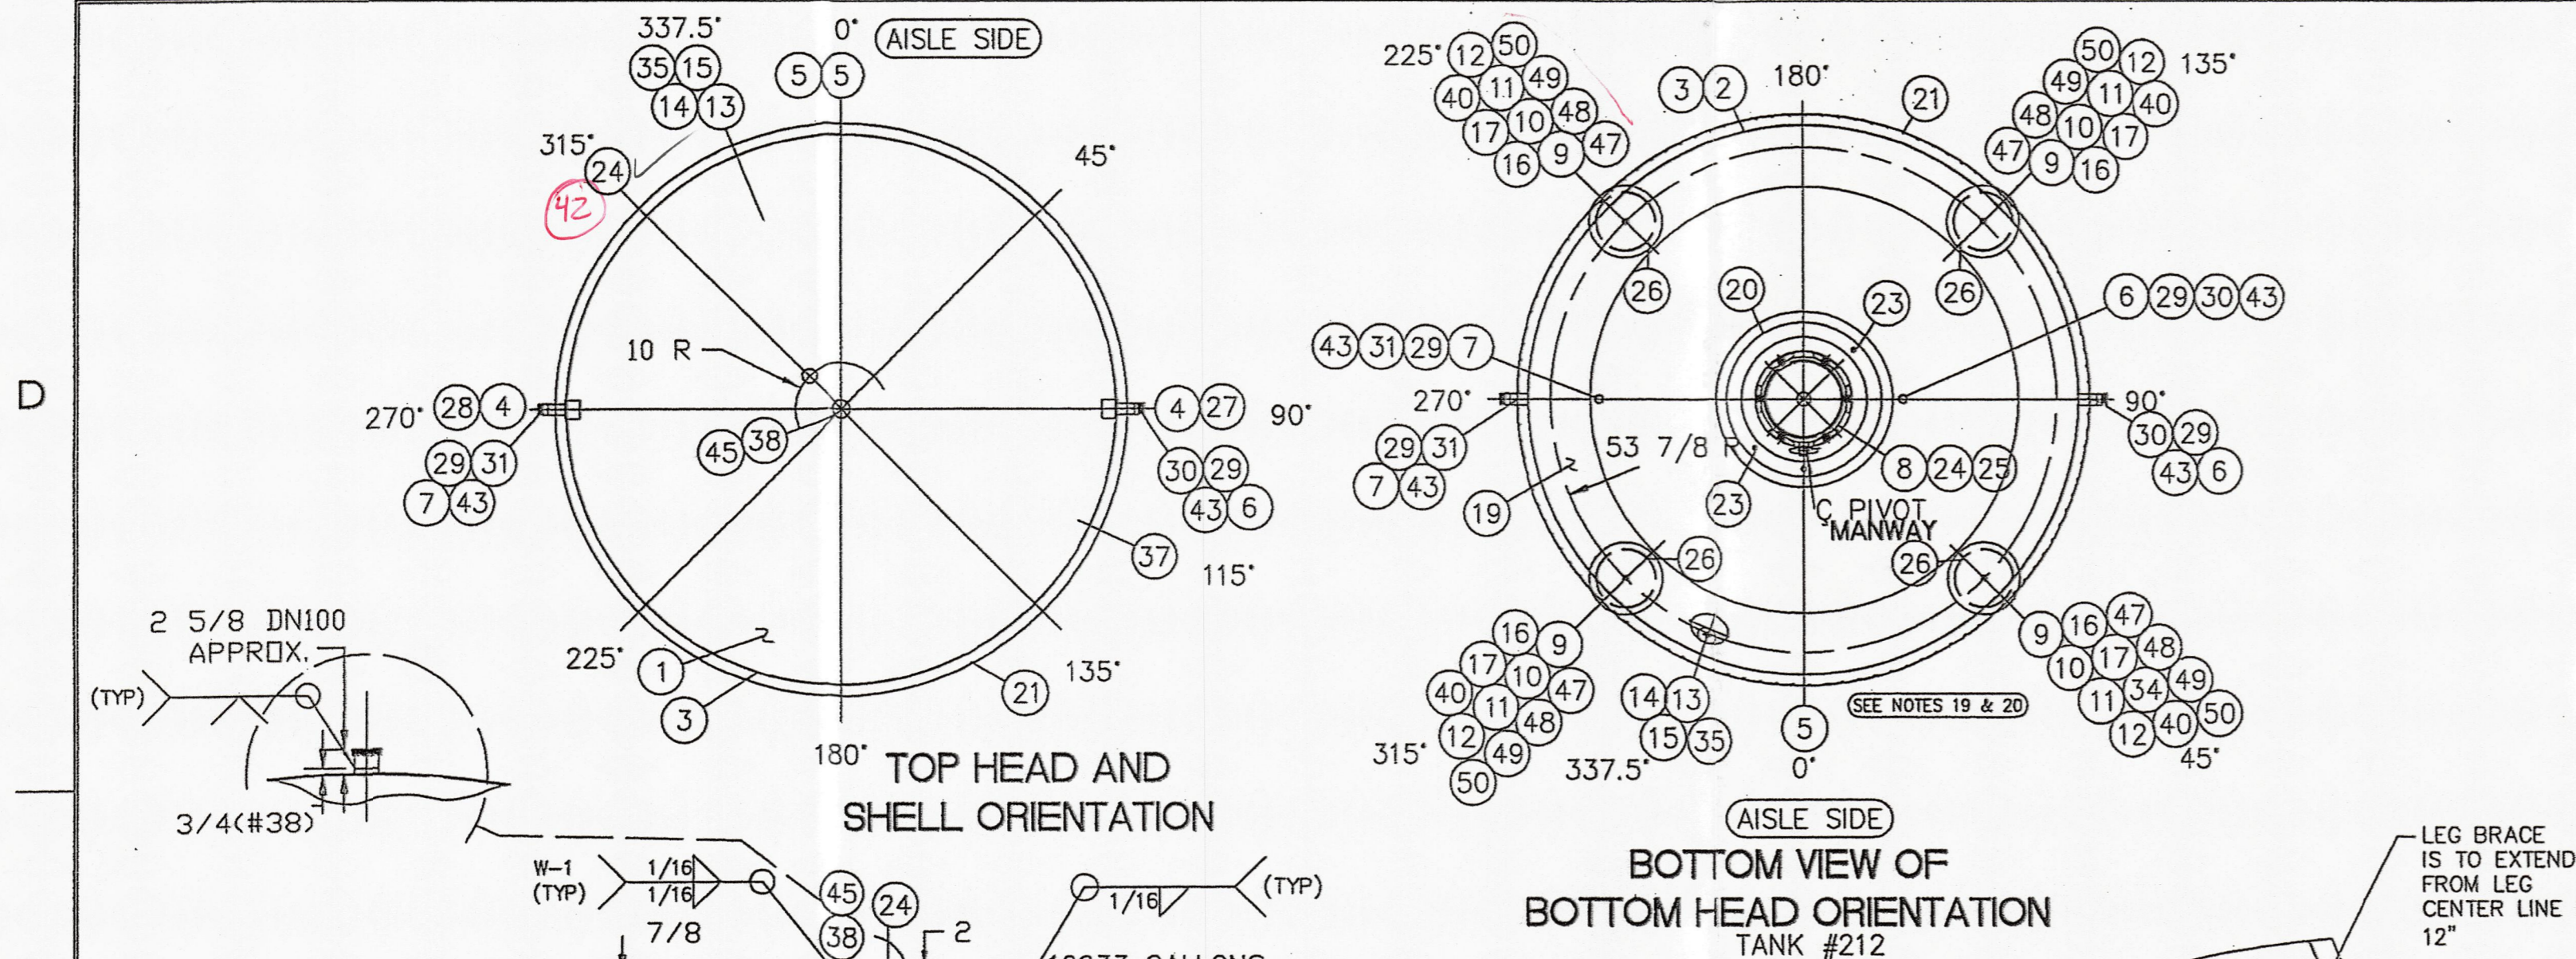 D
337.5°
0°
AISLE SIDE
35 15
14 13
5 5
315°
24
42
45°
10 R
270°
28 4
4 27
90°
45 38
29 31
7 43
30 29
43 6
37
115°
225°
1
3
135°
21
180°
TOP HEAD AND
SHELL ORIENTATION
2 5/8 DN100
APPROX.
(TYP)
3/4(#38)
W-1
(TYP)
1/16
1/16
7/8
45
24
38
2
1/16
(TYP)
225°
12 50
40 11 49
17 10 48
16 9 47
3 2
180°
21
50 12
135°
49 11 40
48 10 17
47 9 16
26
26
20
23
6 29 30 43
43 31 29 7
270°
90°
29 31
7 43
30 29
43 6
53 7/8 R
8 24 25
19
23
PIVOT
MANWAY
26
26
16 9
17 10 47
40 11 48
12 49
50
315°
14 13
15 35
337.5°
5
0°
SEE NOTES 19 & 20
9 16 47
10 17 48
11 34 49
12 40 50
45°
AISLE SIDE
BOTTOM VIEW OF
BOTTOM HEAD ORIENTATION
TANK #212
LEG BRACE
IS TO EXTEND
FROM LEG
CENTER LINE
12"